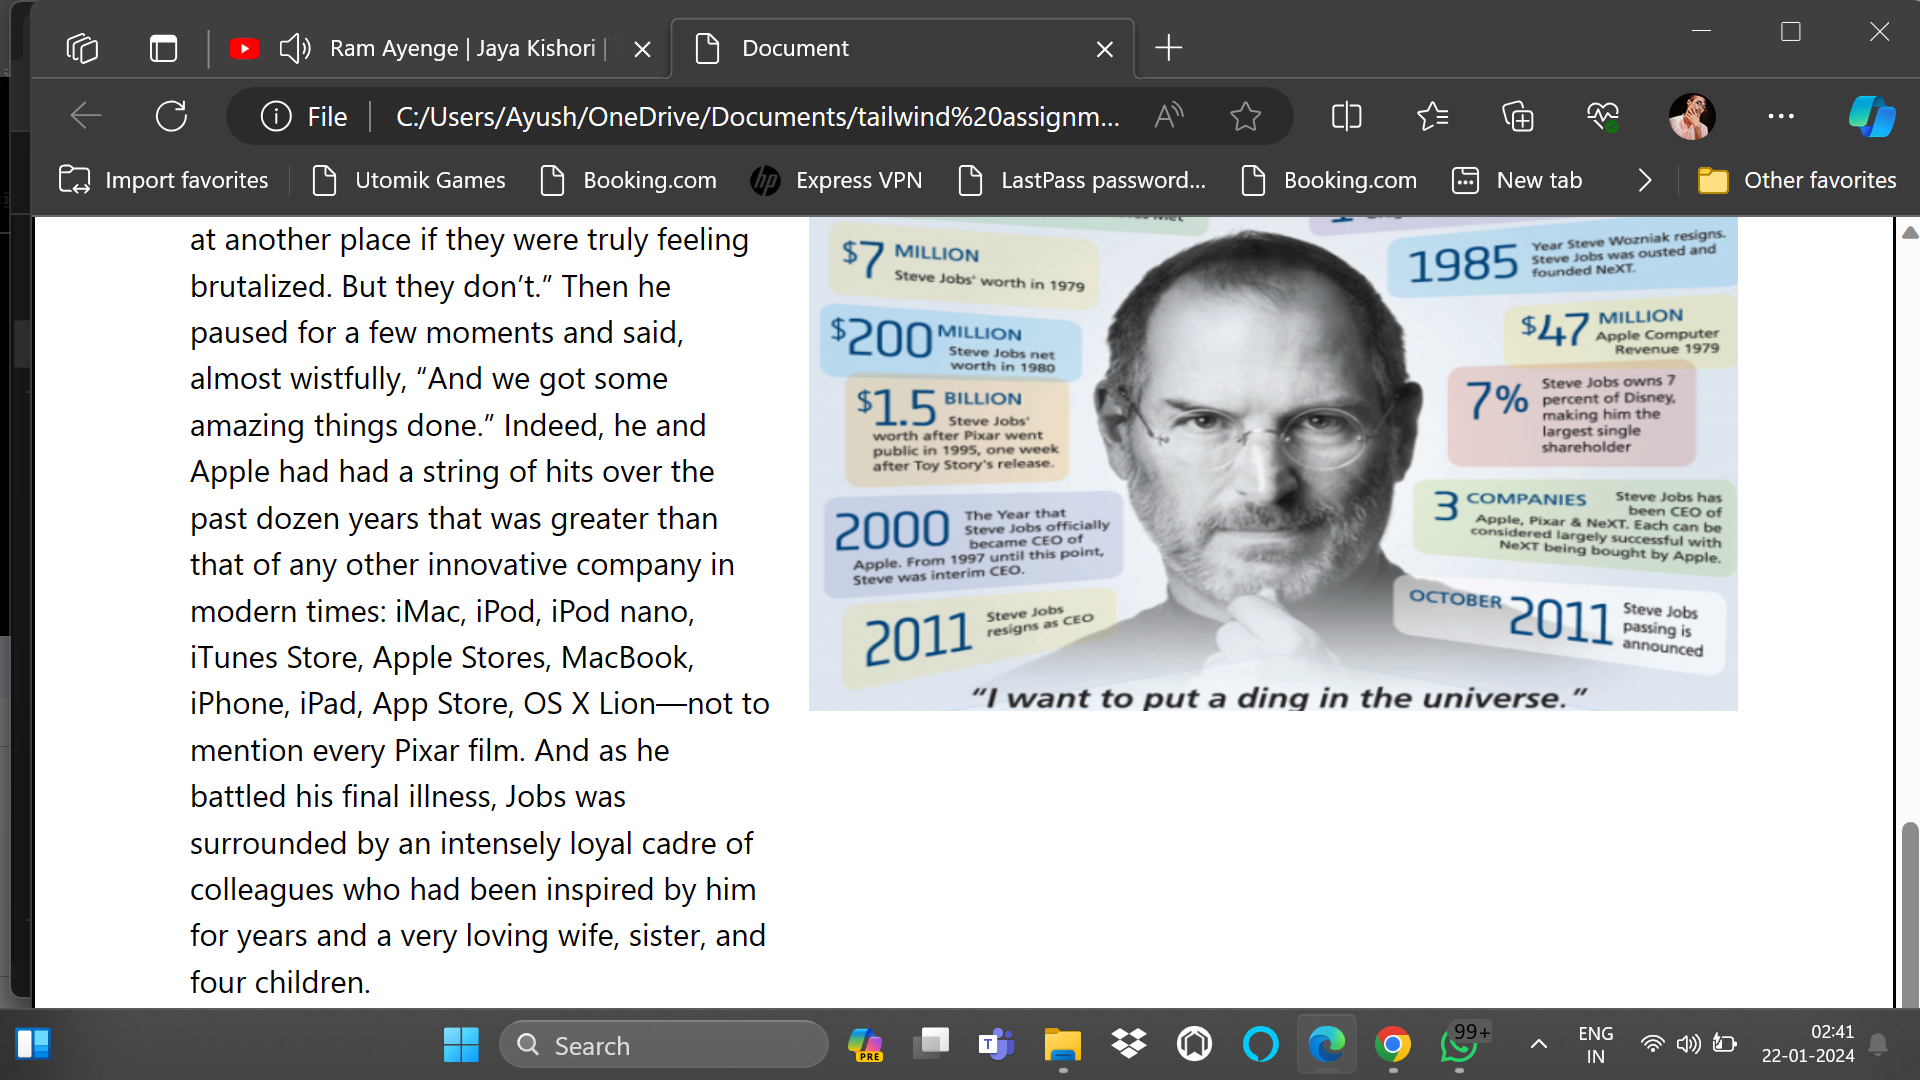 Ram Ayenge | Jaya Kishori |
Document
File
C:/Users/Ayush/OneDrive/Documents/tailwind%20assignm...
Import favorites
Utomik Games
Booking.com
Express VPN
LastPass password...
Booking.com
New tab
Other favorites
at another place if they were truly feeling
brutalized. But they don’t.” Then he
paused for a few moments and said,
almost wistfully, “And we got some
amazing things done.” Indeed, he and
Apple had had a string of hits over the
past dozen years that was greater than
that of any other innovative company in
modern times: iMac, iPod, iPod nano,
iTunes Store, Apple Stores, MacBook,
iPhone, iPad, App Store, OS X Lion—not to
mention every Pixar film. And as he
battled his final illness, Jobs was
surrounded by an intensely loyal cadre of
colleagues who had been inspired by him
for years and a very loving wife, sister, and
four children.
$7 MILLION
Steve Jobs' worth in 1979
$200 MILLION
Steve Jobs net
worth in 1980
$1.5 BILLION
Steve Jobs'
worth after Pixar went
public in 1995, one week
after Toy Story's release.
2000 The Year that
Steve Jobs officially
became CEO of
Apple. From 1997 until this point,
Steve was interim CEO.
2011 Steve Jobs
resigns as CEO
1985 Year Steve Wozniak resigns.
Steve Jobs was ousted and
founded NeXT.
$47 MILLION
Apple Computer
Revenue 1979
7% Steve Jobs owns 7
percent of Disney,
making him the
largest single
shareholder
3 COMPANIES Steve Jobs has
been CEO of
Apple, Pixar & NeXT. Each can be
considered largely successful with
NeXT being bought by Apple.
OCTOBER 2011 Steve Jobs
passing is
announced
“I want to put a ding in the universe.”
Search
PRE
99+
ENG
IN
02:41
22-01-2024